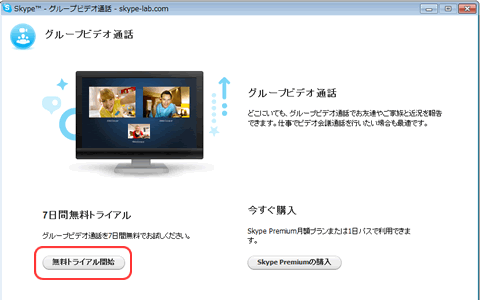 Skype™ - グループビデオ通話 - skype-lab.com
グループビデオ通話
グループビデオ通話
どこにいても、グループビデオ通話でお友達やご家族と近況を報告
できます。仕事でビデオ会議通話を行いたい場合も最適です。
7日間無料トライアル
グループビデオ通話を7日間無料でお試しください。
無料トライアル開始
今すぐ購入
Skype Premium月額プランまたは1日パスで利用できま
す。
Skype Premiumの購入